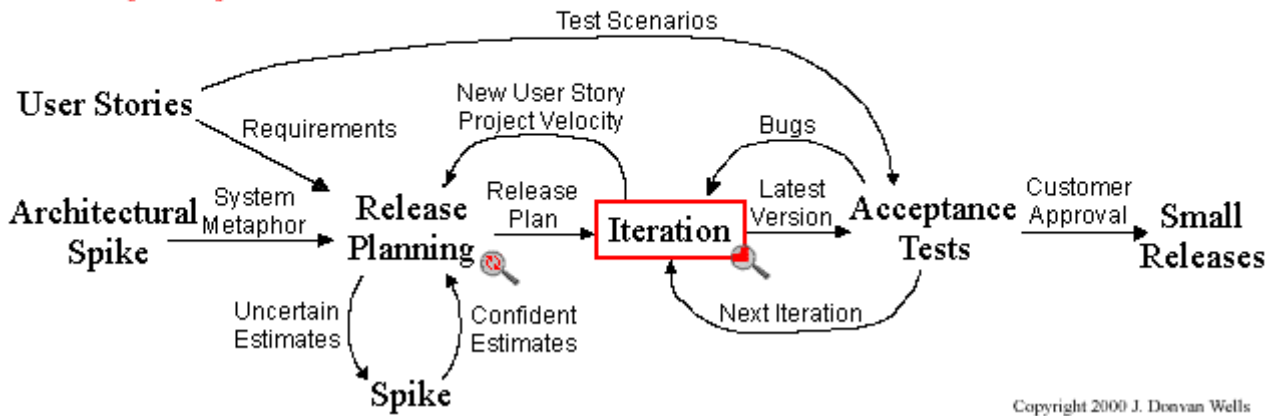 Test Scenarios
User Stories
New User Story
Project Velocity
Bugs
Requirements
Architectural
Spike
System
Metaphor
Release
Planning
Release
Plan
Iteration
Latest
Version
Acceptance
Tests
Customer
Approval
Small
Releases
Uncertain
Estimates
Confident
Estimates
Next Iteration
Spike
Copyright 2000 J. Donvan Wells